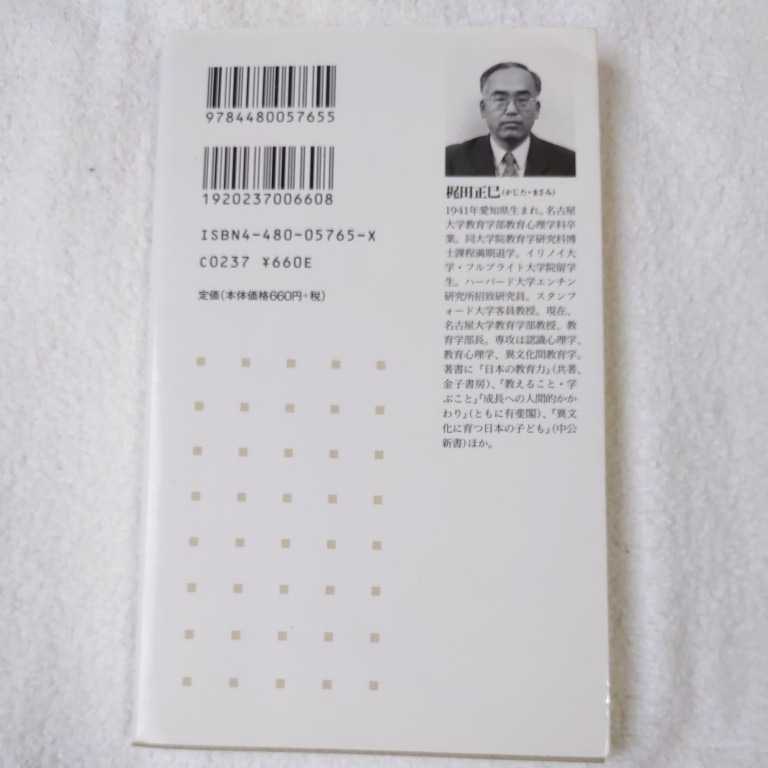 9784480057655
1920237006608
ISBN4-480-05765-X
C0237 ¥660E
定価(本体価格660円+税)
梶田正巳(かじた・まさみ)
1941年愛知県生まれ。名古屋
大学教育学部教育心理学科卒
業。同大学院教育学研究科博
士課程満期退学。イリノイ大
学・フルブライト大学院留学
生。ハーバード大学エンチン
研究所招致研究員。スタンフ
ォード大学客員教授。現在、
名古屋大学教育学部教授、教
育学部長。専攻は認識心理学、
教育心理学、異文化間教育学。
著書に『日本の教育力』(共著、
金子書房)、『教えること・学
ぶこと』『成長への人間的かか
わり』(ともに有斐閣)、『異文
化に育つ日本の子ども』(中公
新書)ほか。